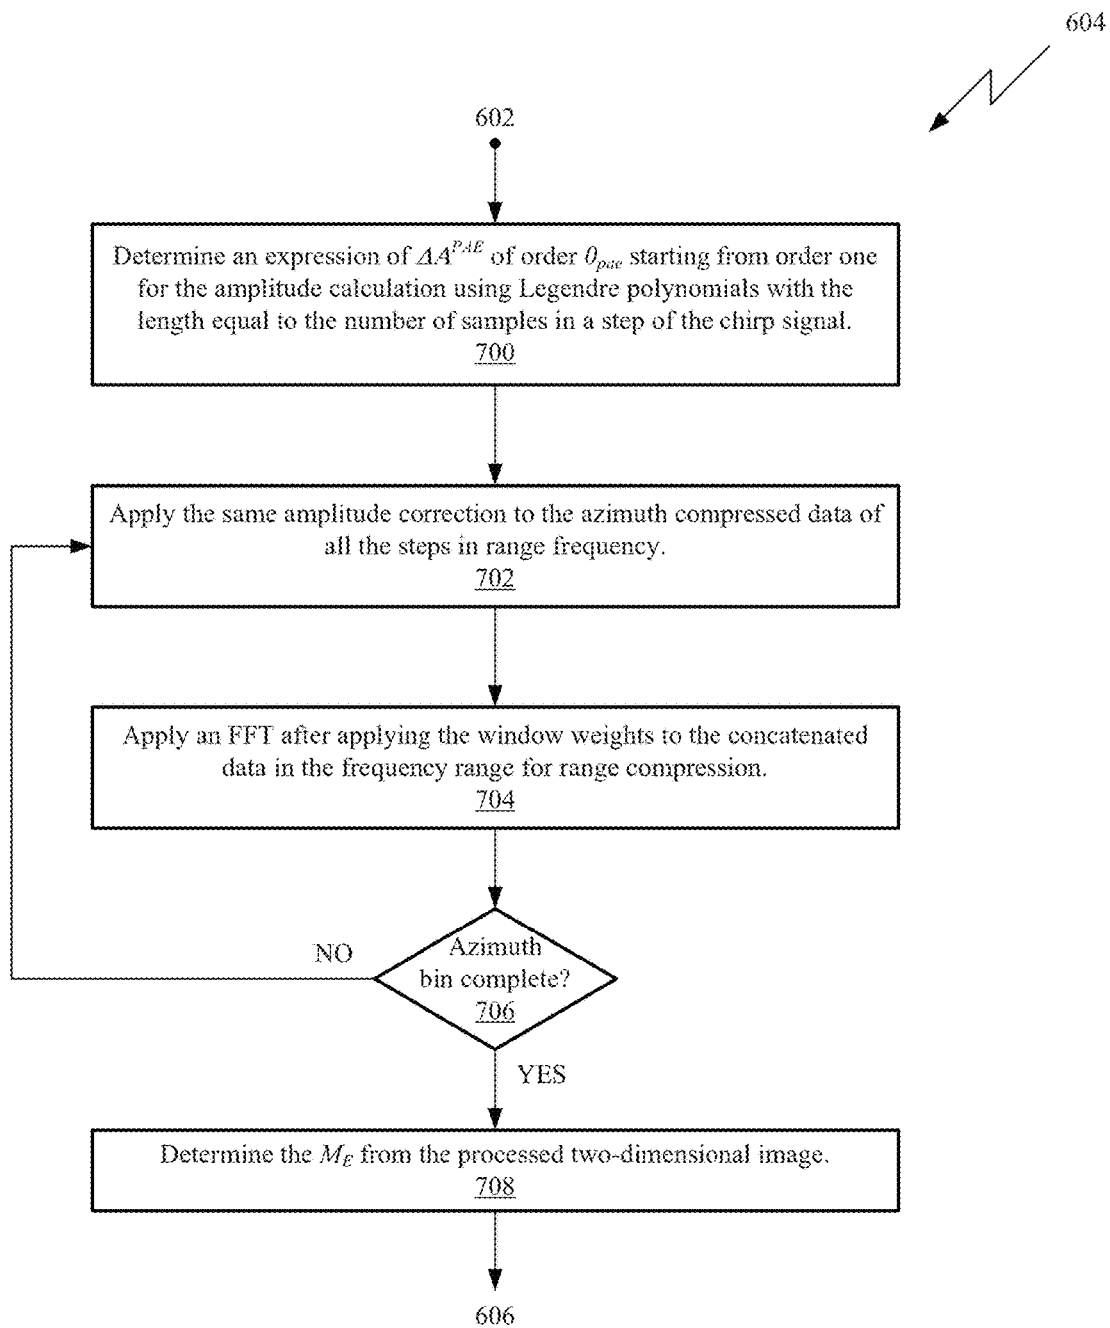 604
602
Determine an expression of ΔA^PAE of order 0_pae starting from order one
for the amplitude calculation using Legendre polynomials with the
length equal to the number of samples in a step of the chirp signal.
700
Apply the same amplitude correction to the azimuth compressed data of
all the steps in range frequency.
702
Apply an FFT after applying the window weights to the concatenated
data in the frequency range for range compression.
704
NO
Azimuth
bin complete?
706
YES
Determine the M_E from the processed two-dimensional image.
708
606